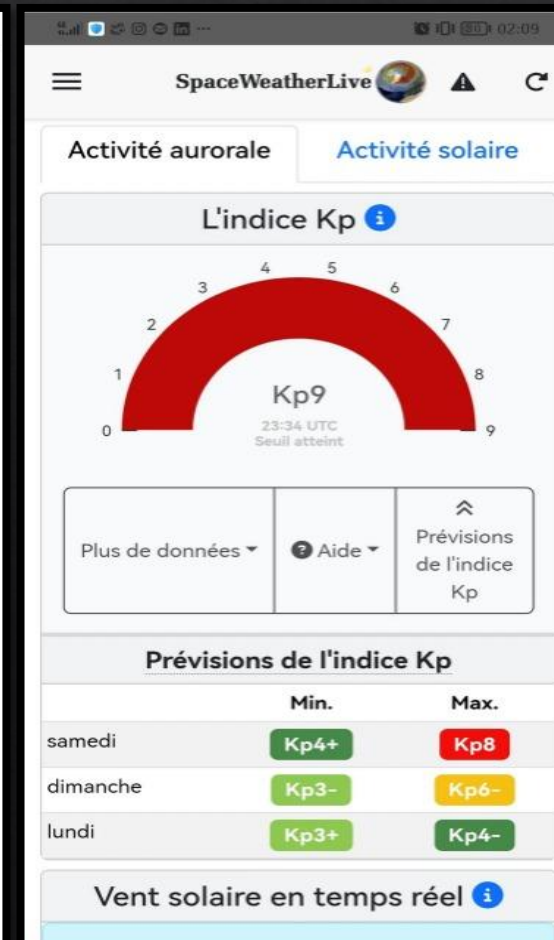 02:09
SpaceWeatherLive
Activité aurorale
Activité solaire
L'indice Kp
0
1
2
3
4
5
6
7
8
9
Kp9
23:34 UTC
Seuil atteint
Plus de données
Aide
Prévisions
de l'indice
Kp
Prévisions de l'indice Kp
Min. Max.
samedi Kp4+ Kp8
dimanche Kp3- Kp6-
lundi Kp3+ Kp4-
Vent solaire en temps réel